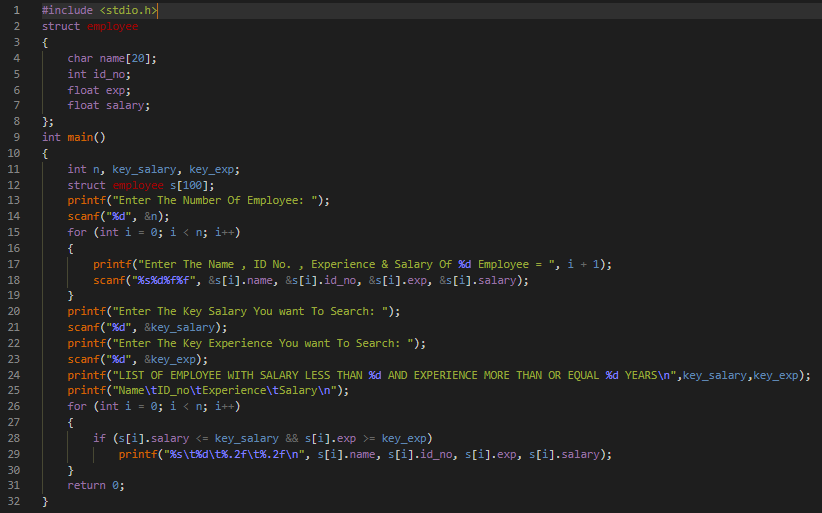 1 #include <stdio.h>
2 struct employee
3 {
4     char name[20];
5     int id_no;
6     float exp;
7     float salary;
8 };
9 int main()
10 {
11     int n, key_salary, key_exp;
12     struct employee s[100];
13     printf("Enter The Number Of Employee: ");
14     scanf("%d", &n);
15     for (int i = 0; i < n; i++)
16     {
17         printf("Enter The Name , ID No. , Experience & Salary Of %d Employee = ", i + 1);
18         scanf("%s%d%f%f", &s[i].name, &s[i].id_no, &s[i].exp, &s[i].salary);
19     }
20     printf("Enter The Key Salary You want To Search: ");
21     scanf("%d", &key_salary);
22     printf("Enter The Key Experience You want To Search: ");
23     scanf("%d", &key_exp);
24     printf("LIST OF EMPLOYEE WITH SALARY LESS THAN %d AND EXPERIENCE MORE THAN OR EQUAL %d YEARS\n",key_salary,key_exp);
25     printf("Name\tID_no\tExperience\tSalary\n");
26     for (int i = 0; i < n; i++)
27     {
28         if (s[i].salary <= key_salary && s[i].exp >= key_exp)
29             printf("%s\t%d\t%.2f\t%.2f\n", s[i].name, s[i].id_no, s[i].exp, s[i].salary);
30     }
31     return 0;
32 }